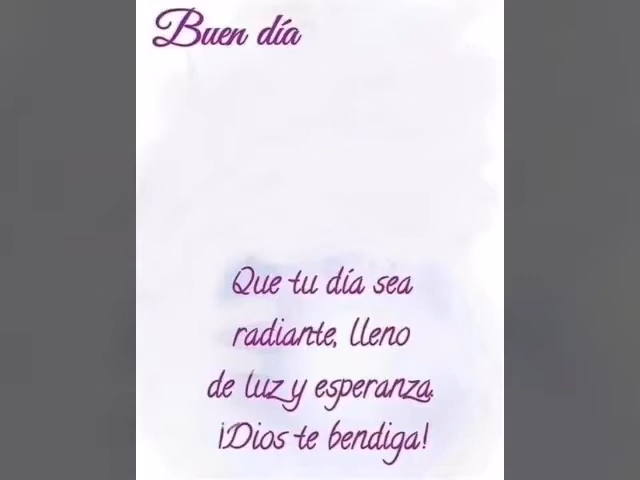 Buen día
Que tu día sea
radiante, lleno
de luz y esperanza.
¡Dios te bendiga!